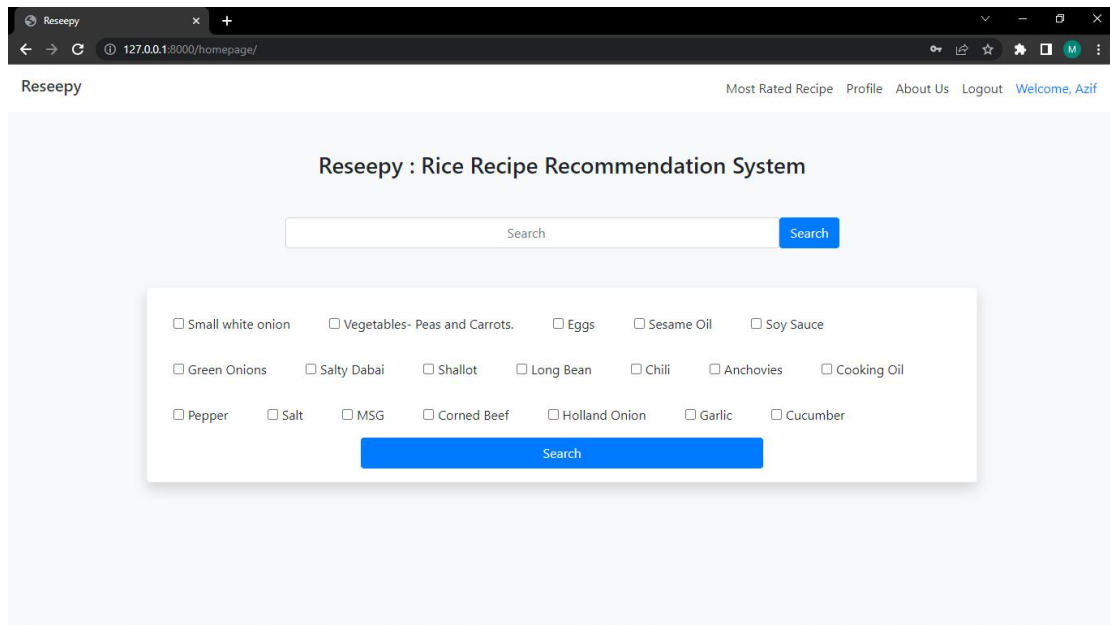 Reseepy
127.0.0.1:8000/homepage/
M
Reseepy
Most Rated Recipe Profile About Us Logout Welcome, Azif
Reseepy : Rice Recipe Recommendation System
Search Search
Small white onion Vegetables- Peas and Carrots. Eggs Sesame Oil Soy Sauce
Green Onions Salty Dabai Shallot Long Bean Chili Anchovies Cooking Oil
Pepper Salt MSG Corned Beef Holland Onion Garlic Cucumber
Search